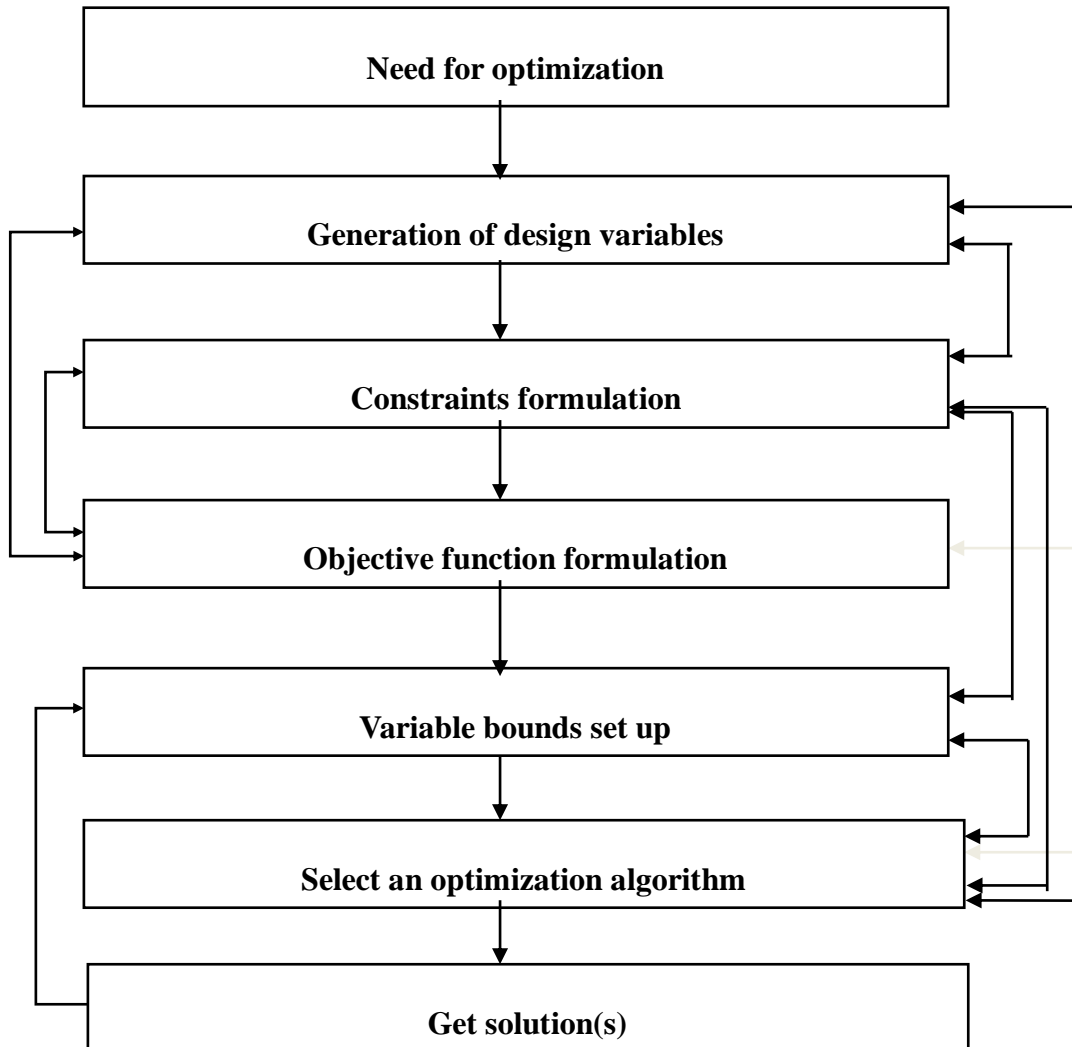 Need for optimization
Generation of design variables
Constraints formulation
Objective function formulation
Variable bounds set up
Select an optimization algorithm
Get solution(s)